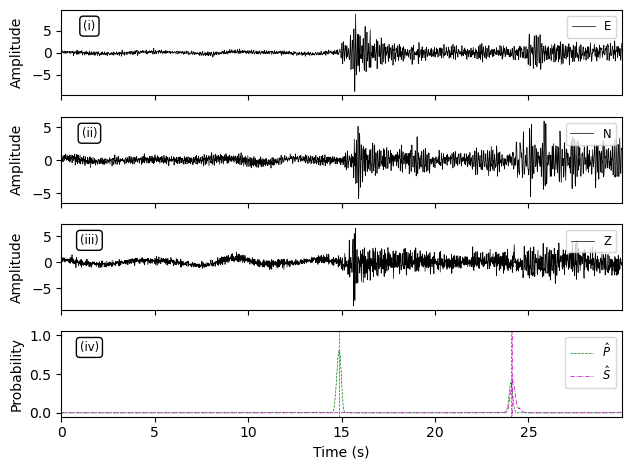 Amplitude
5
0
−5
(i)
E
Amplitude
5
0
−5
(ii)
N
Amplitude
5
0
−5
(iii)
Z
Probability
1.0
0.5
0.0
(iv)
P̂
Ŝ
0 5 10 15 20 25
Time (s)